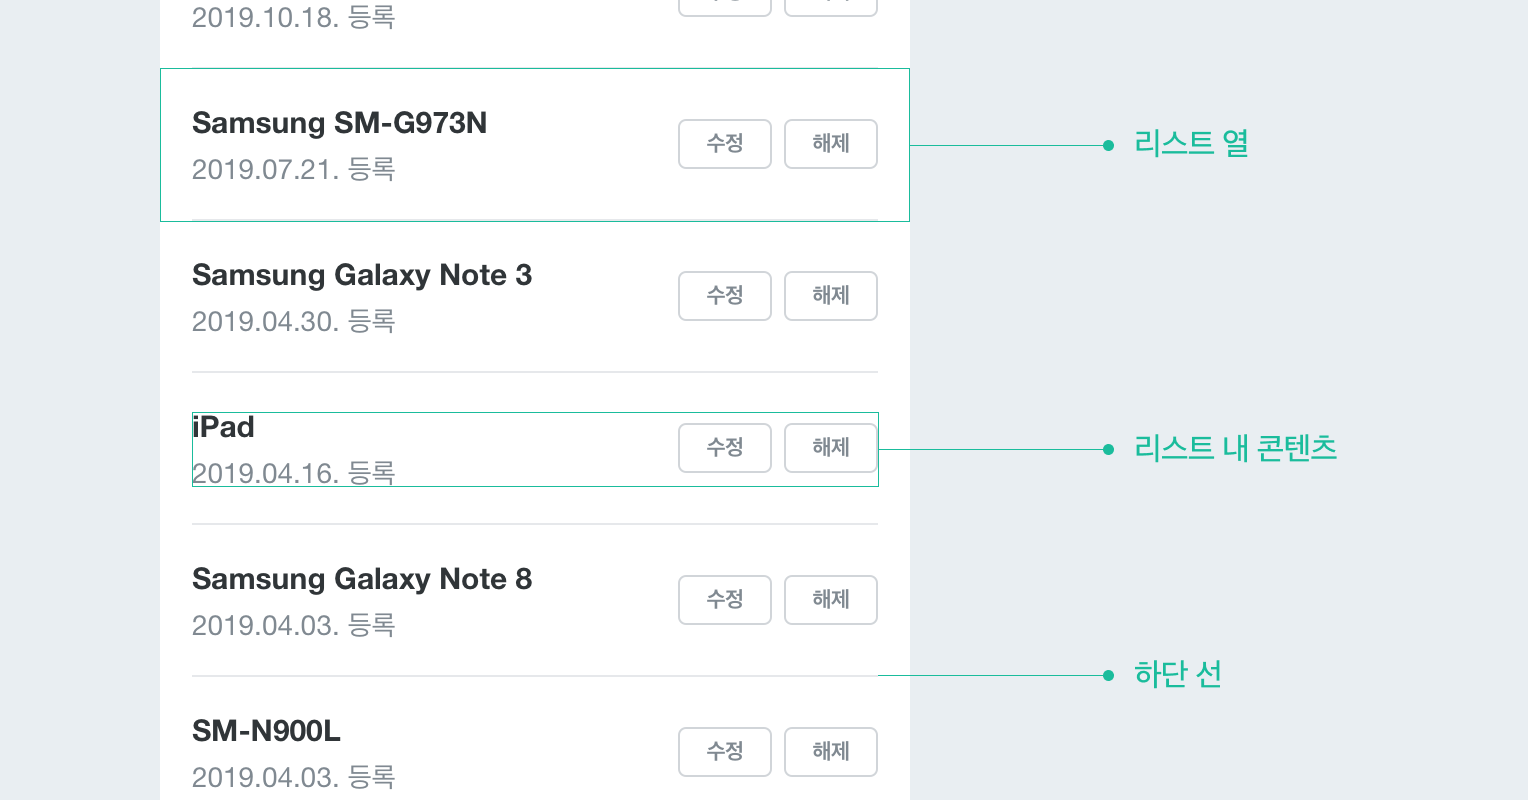 2019.10.18. 등록
Samsung SM-G973N
2019.07.21. 등록
수정 해제
리스트 열
Samsung Galaxy Note 3
2019.04.30. 등록
수정 해제
iPad
2019.04.16. 등록
수정 해제
리스트 내 콘텐츠
Samsung Galaxy Note 8
2019.04.03. 등록
수정 해제
하단 선
SM-N900L
2019.04.03. 등록
수정 해제